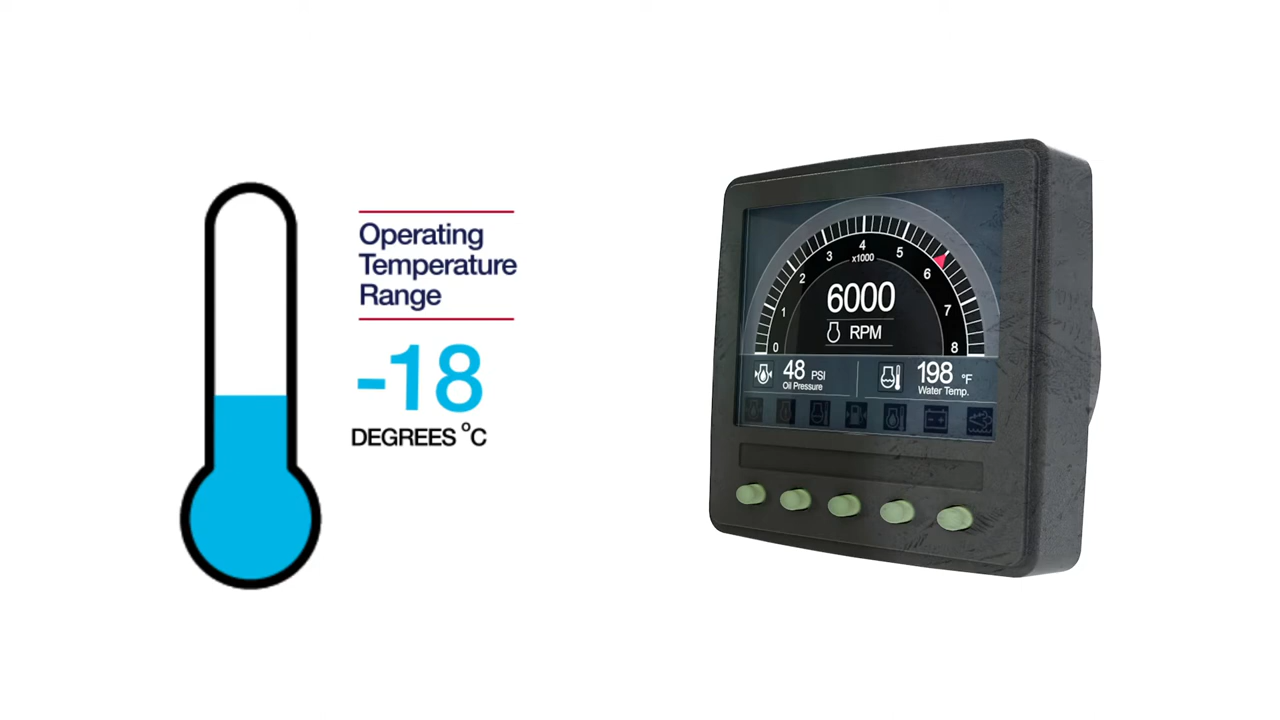 Operating
Temperature
Range
-18
DEGREES °C
0 1 2 3 4 5 6 7 8
x1000
6000
RPM
48 PSI
Oil Pressure
198 °F
Water Temp.